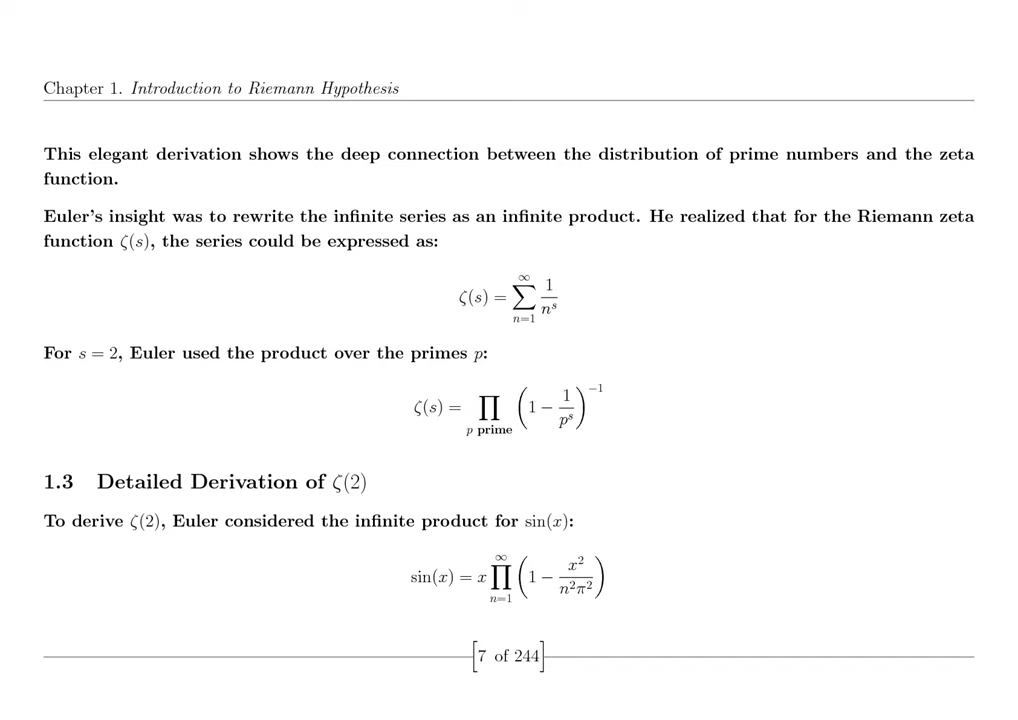 Chapter 1. Introduction to Riemann Hypothesis
This elegant derivation shows the deep connection between the distribution of prime numbers and the zeta
function.
Euler's insight was to rewrite the infinite series as an infinite product. He realized that for the Riemann zeta
function ζ(s), the series could be expressed as:
ζ(s) = ∑_{n=1}^{∞} 1/n^s
For s = 2, Euler used the product over the primes p:
ζ(s) = ∏_{p prime} (1 − 1/p^s)^{−1}
1.3 Detailed Derivation of ζ(2)
To derive ζ(2), Euler considered the infinite product for sin(x):
sin(x) = x ∏_{n=1}^{∞} (1 − x^2/(n^2π^2))
[7 of 244]